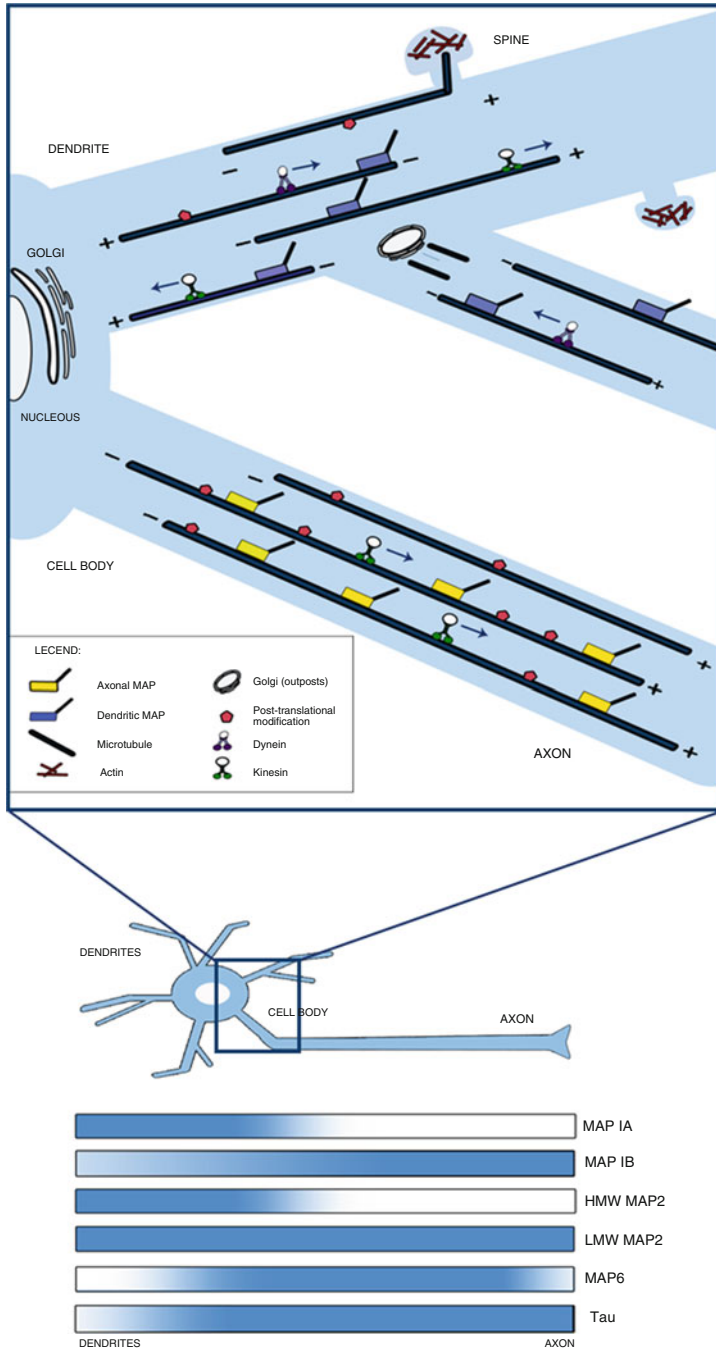 SPINE
DENDRITE
GOLGI
NUCLEOUS
CELL BODY
LECEND:
Axonal MAP
Dendritic MAP
Microtubule
Actin
Golgi (outposts)
Post-translational
modification
Dynein
Kinesin
AXON
DENDRITES
CELL BODY
AXON
MAP IA
MAP IB
HMW MAP2
LMW MAP2
MAP6
Tau
DENDRITES
AXON